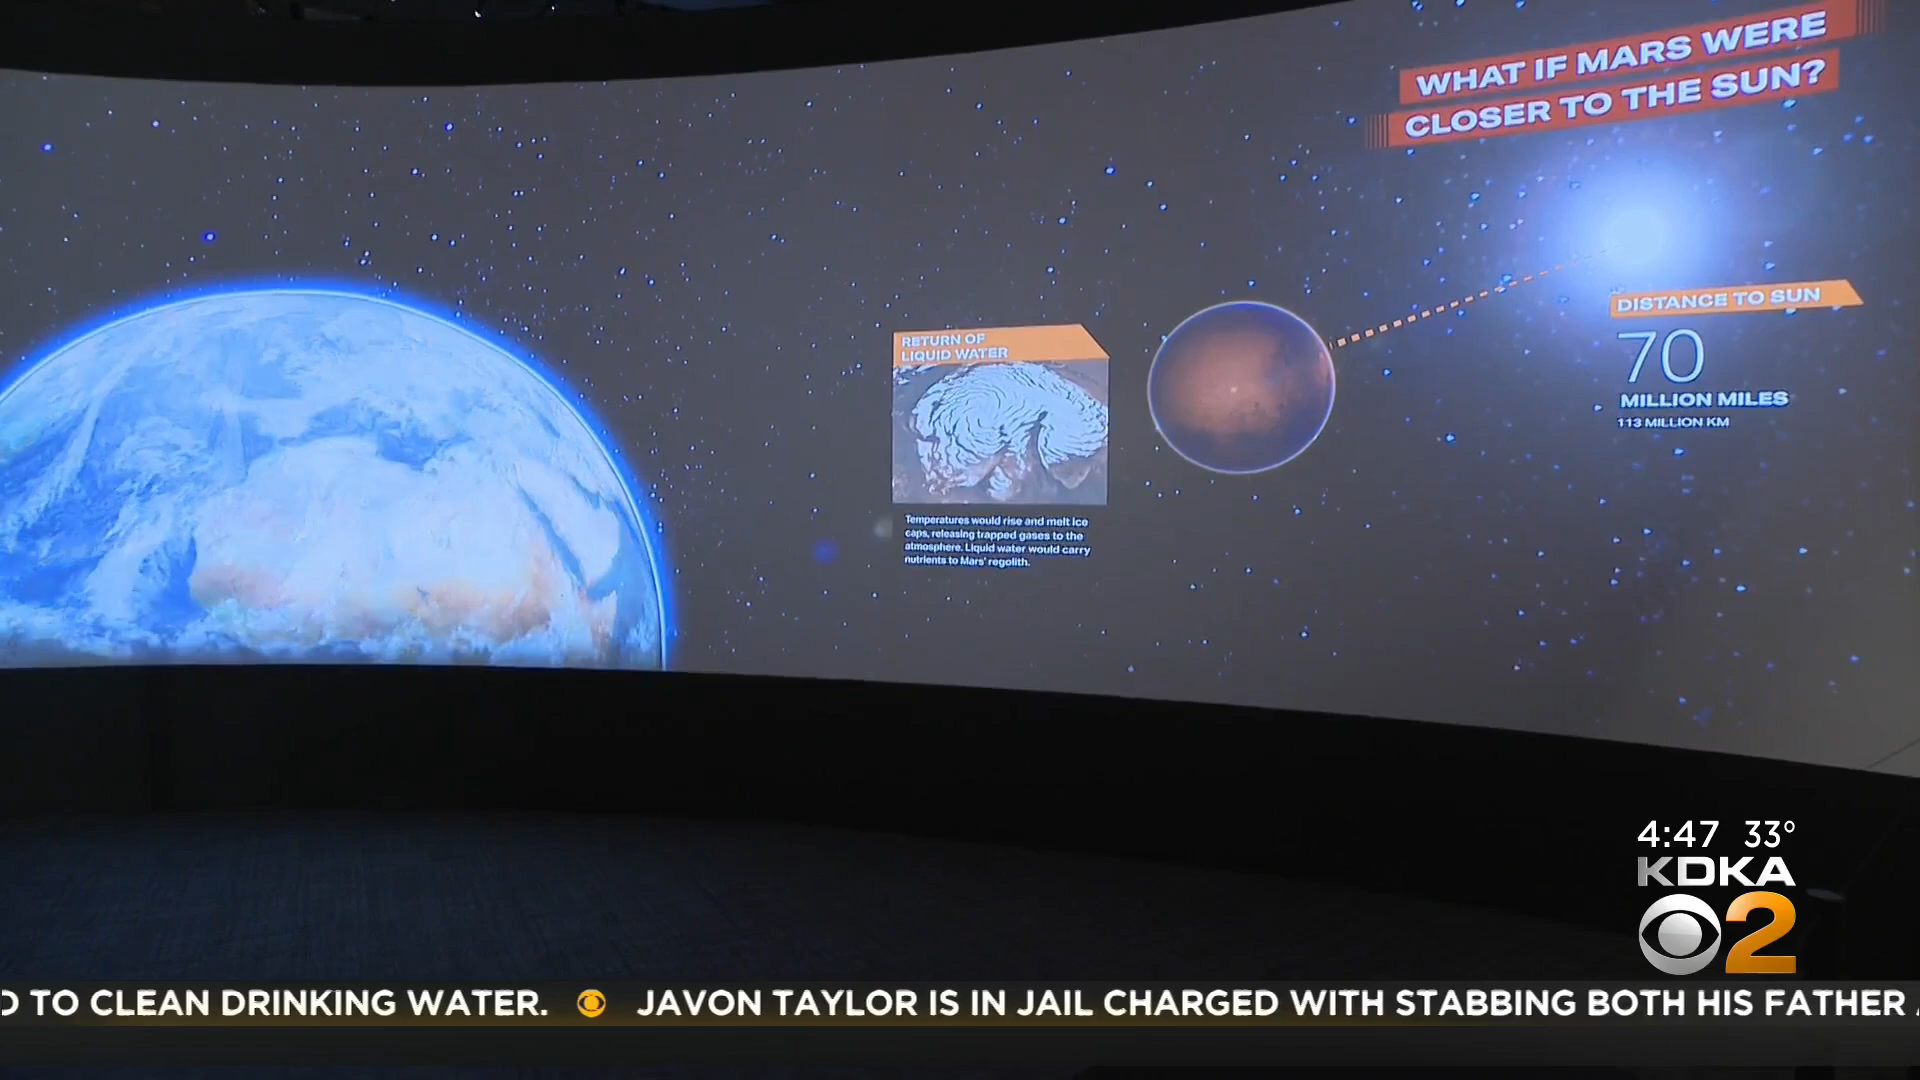 WHAT IF MARS WERE
CLOSER TO THE SUN?
DISTANCE TO SUN
70
MILLION MILES
113 MILLION KM
RETURN OF
LIQUID WATER
Temperatures would rise and melt ice
caps, releasing trapped gases to the
atmosphere. Liquid water would carry
nutrients to Mars' regolith.
4:47 33°
KDKA
2
TO CLEAN DRINKING WATER. JAVON TAYLOR IS IN JAIL CHARGED WITH STABBING BOTH HIS FATHER